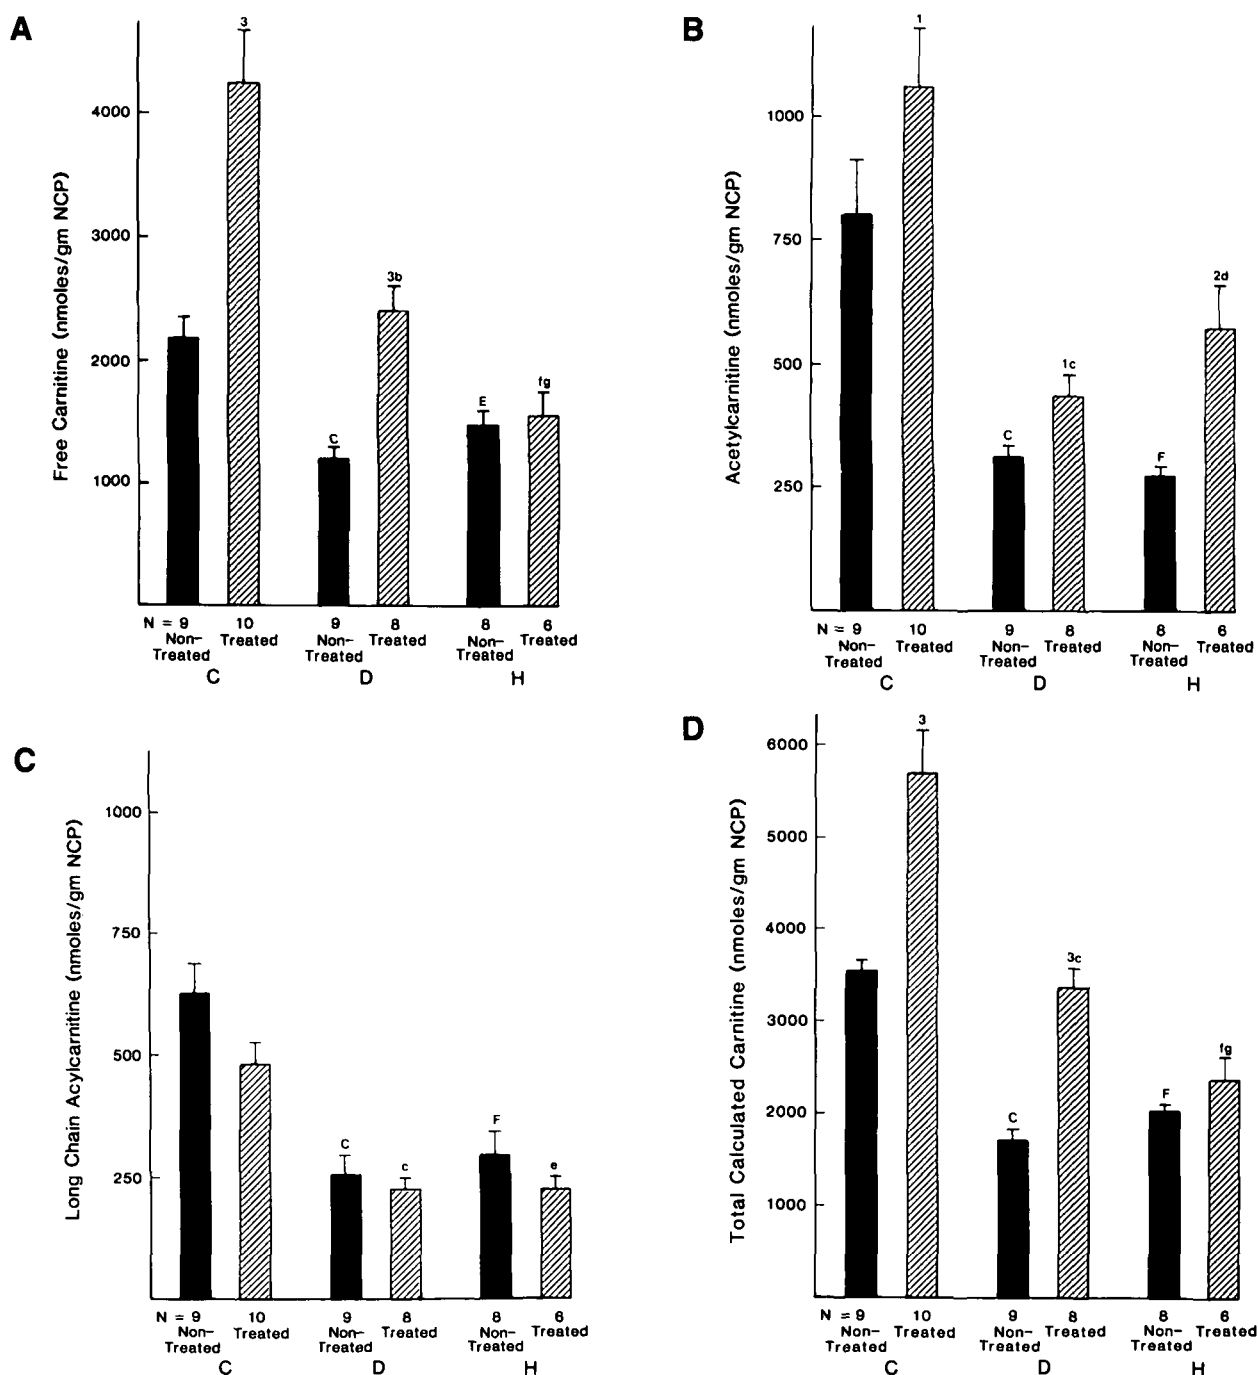 A
Free Carnitine (nmoles/gm NCP)
4000
3000
2000
1000
3
C
3b
E
fg
N = 9 10 9 8 8 6
Non-Treated Treated Non-Treated Treated Non-Treated Treated
C D H
B
Acetylcarnitine (nmoles/gm NCP)
1000
750
500
250
1
C
1c
F
2d
N = 9 10 9 8 8 6
Non-Treated Treated Non-Treated Treated Non-Treated Treated
C D H
C
Long Chain Acylcarnitine (nmoles/gm NCP)
1000
750
500
250
C
c
F
e
N = 9 10 9 8 8 6
Non-Treated Treated Non-Treated Treated Non-Treated Treated
C D H
D
Total Calculated Carnitine (nmoles/gm NCP)
6000
5000
4000
3000
2000
1000
3
C
3c
F
fg
N = 9 10 9 8 8 6
Non-Treated Treated Non-Treated Treated Non-Treated Treated
C D H